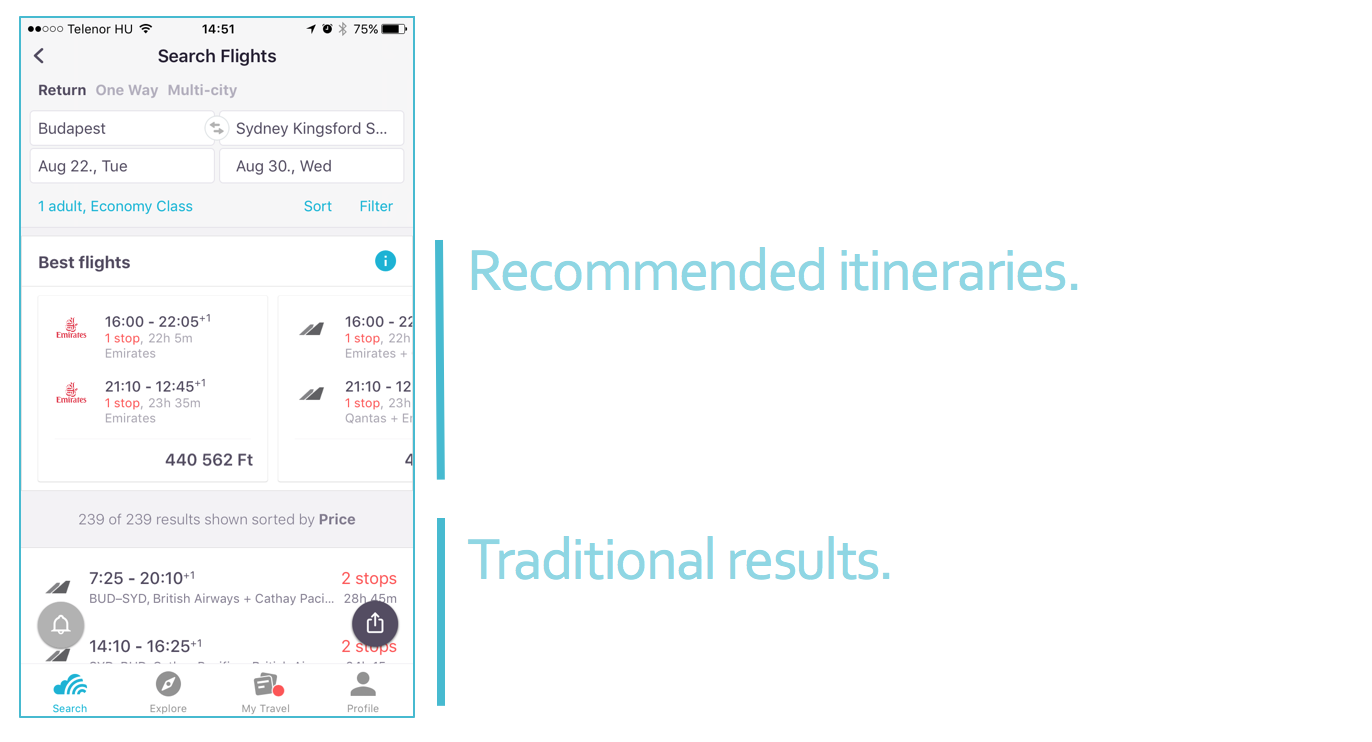 ●●○○○ Telenor HU 14:51 75%
Search Flights
Return One Way Multi-city
Budapest Sydney Kingsford S...
Aug 22., Tue Aug 30., Wed
1 adult, Economy Class Sort Filter
Best flights i
Recommended itineraries.
Emirates 16:00 - 22:05+1
1 stop, 22h 5m
Emirates
Emirates 21:10 - 12:45+1
1 stop, 23h 35m
Emirates
440 562 Ft
16:00 - 22
1 stop, 22h
Emirates +
21:10 - 12
1 stop, 23h
Qantas + E
4
239 of 239 results shown sorted by Price
Traditional results.
7:25 - 20:10+1 2 stops
BUD–SYD, British Airways + Cathay Paci... 28h 45m
14:10 - 16:25+1 2 stops
Search Explore My Travel Profile